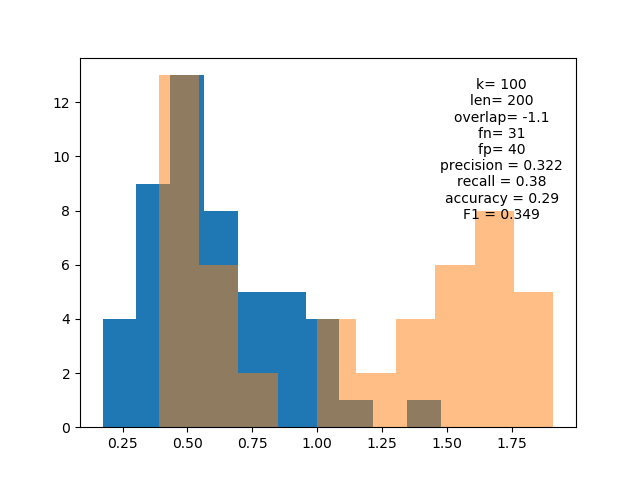 k= 100
len= 200
overlap= -1.1
fn= 31
fp= 40
precision = 0.322
recall = 0.38
accuracy = 0.29
F1 = 0.349
12
10
8
6
4
2
0
0.25 0.50 0.75 1.00 1.25 1.50 1.75